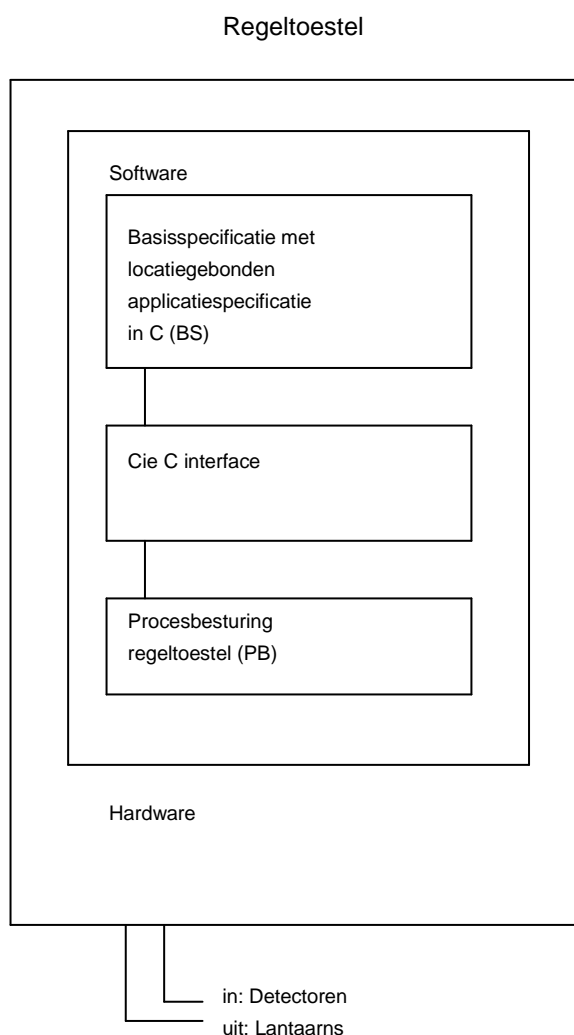 Regeltoestel
Software
Basisspecificatie met
locatiegebonden
applicatiespecificatie
in C (BS)
Cie C interface
Procesbesturing
regeltoestel (PB)
Hardware
in: Detectoren
uit: Lantaarns